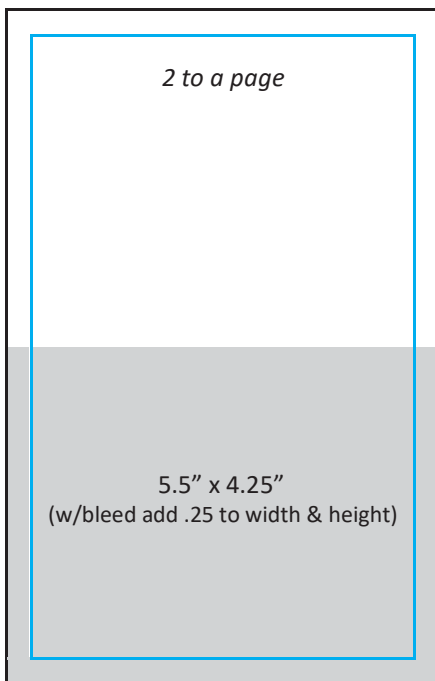 2 to a page
5.5” x 4.25”
(w/bleed add .25 to width & height)